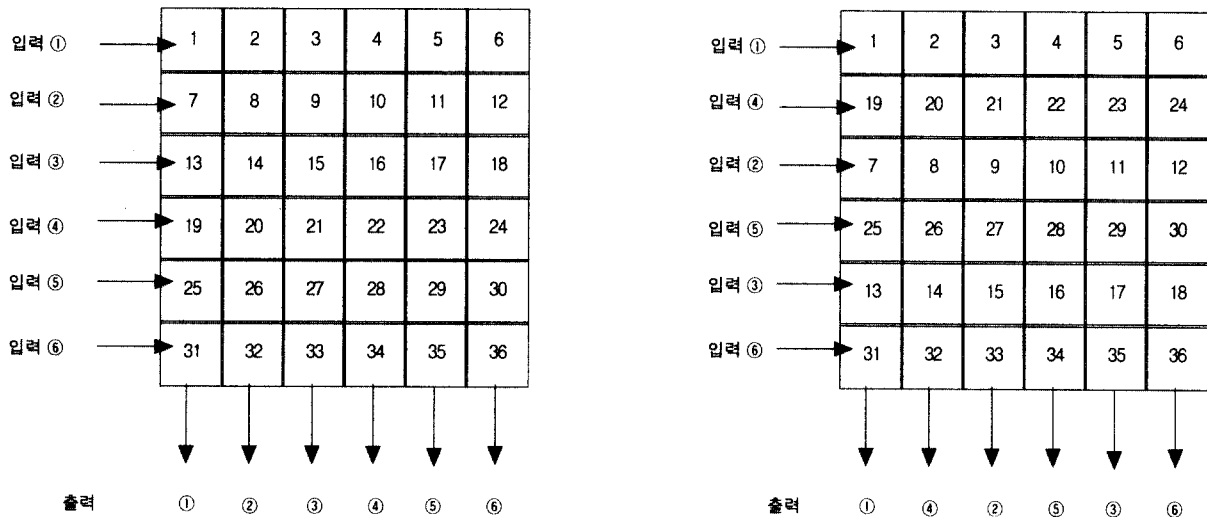 입력 ① 1 2 3 4 5 6
입력 ② 7 8 9 10 11 12
입력 ③ 13 14 15 16 17 18
입력 ④ 19 20 21 22 23 24
입력 ⑤ 25 26 27 28 29 30
입력 ⑥ 31 32 33 34 35 36
출력 ① ② ③ ④ ⑤ ⑥
입력 ① 1 2 3 4 5 6
입력 ④ 19 20 21 22 23 24
입력 ② 7 8 9 10 11 12
입력 ⑤ 25 26 27 28 29 30
입력 ③ 13 14 15 16 17 18
입력 ⑥ 31 32 33 34 35 36
출력 ① ④ ② ⑤ ③ ⑥